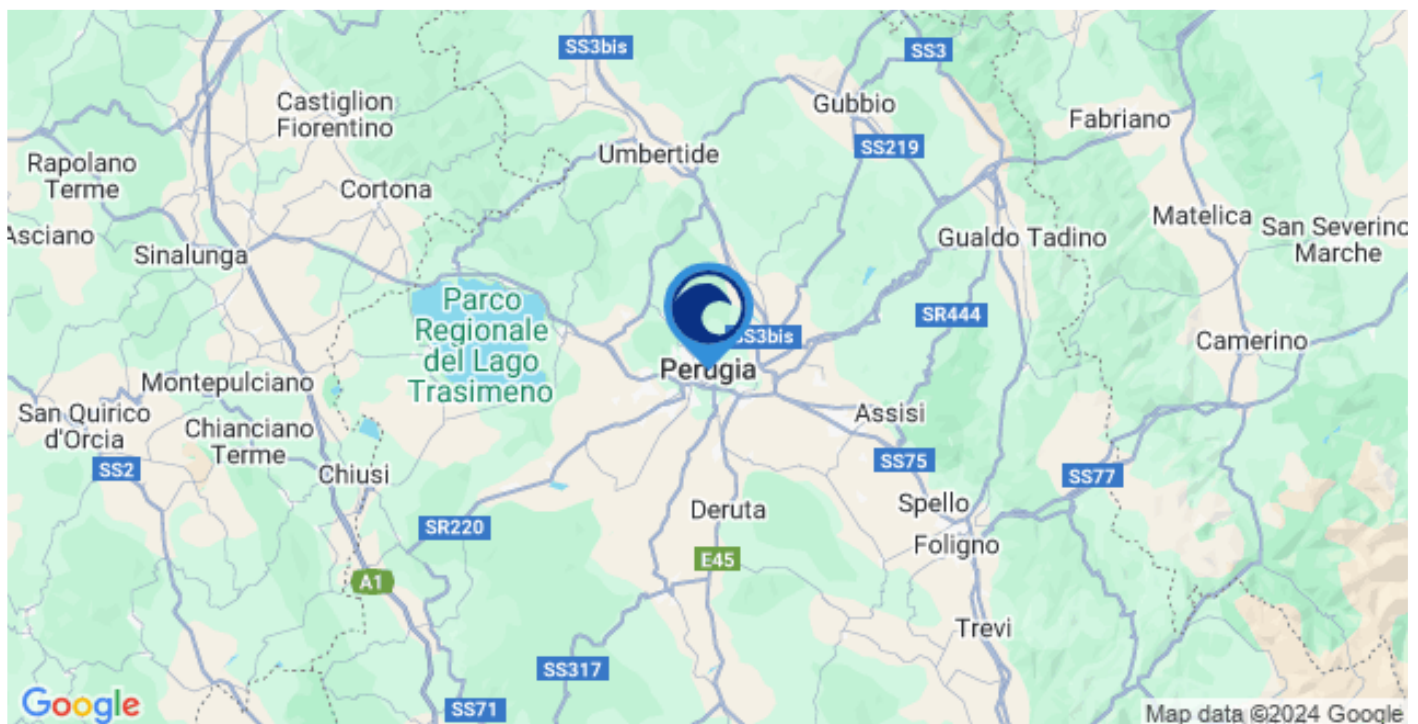 SS3bis
SS3
Castiglion
Fiorentino
Gubbio
Fabriano
SS219
Umbertide
Rapolano
Terme
Cortona
Matelica
Asciano
Sinalunga
Gualdo Tadino
San Severino
Marche
Parco
Regionale
del Lago
Trasimeno
SR444
SS3bis
Camerino
Perugia
Montepulciano
San Quirico
d'Orcia
Chianciano
Terme
Assisi
SS2
Chiusi
SS75
SS77
Spello
Deruta
SR220
Foligno
E45
A1
Trevi
SS317
Google
SS71
Map data ©2024 Google